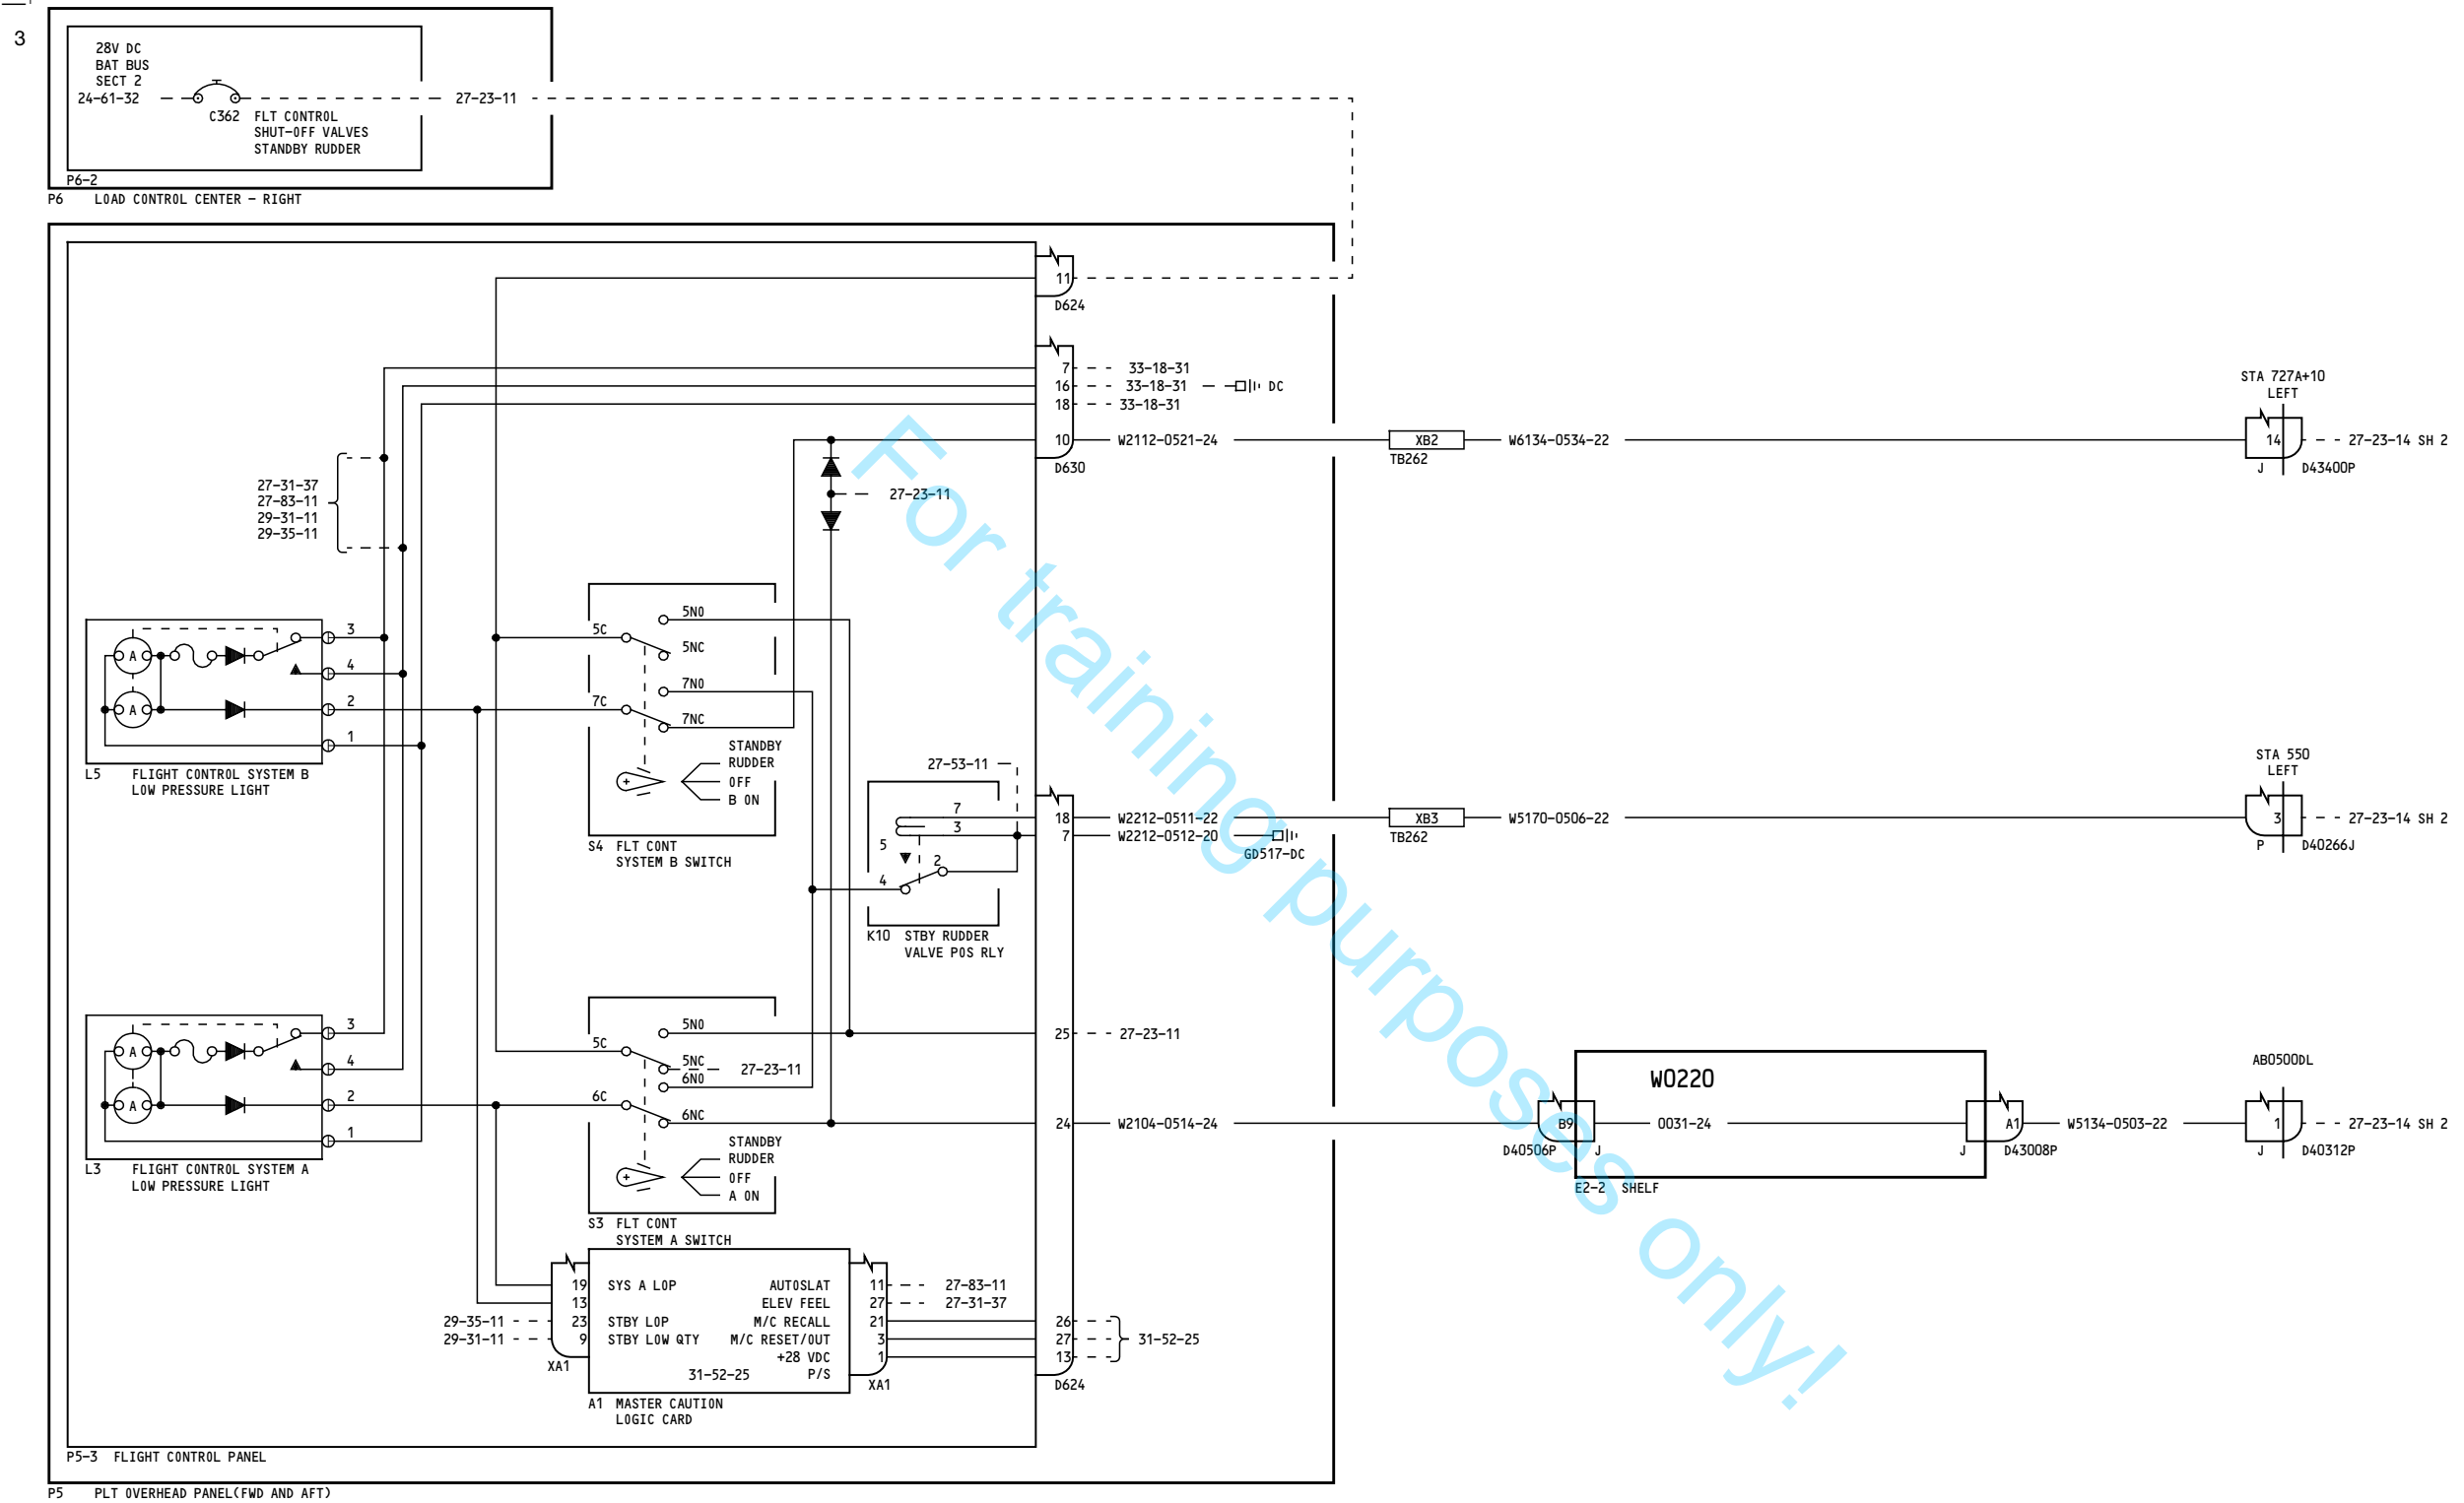 3
28V DC
BAT BUS
SECT 2
24-61-32
27-23-11
C362 FLT CONTROL
SHUT-OFF VALVES
STANDBY RUDDER
P6-2
P6 LOAD CONTROL CENTER - RIGHT
11
D624
7 33-18-31
16 33-18-31 DC
18 33-18-31
10 W2112-0521-24 XB2 W6134-0534-22
D630
TB262
STA 727A+10
LEFT
14 27-23-14 SH 2
J D43400P
27-23-11
27-31-37
27-83-11
29-31-11
29-35-11
A
A
3
4
2
1
L5 FLIGHT CONTROL SYSTEM B
LOW PRESSURE LIGHT
5NO
5C
5NC
7NO
7C
7NC
STANDBY
RUDDER
OFF
B ON
S4 FLT CONT
SYSTEM B SWITCH
27-53-11
7
3
5
2
4
K10 STBY RUDDER
VALVE POS RLY
18 W2212-0511-22 XB3 W5170-0506-22
7 W2212-0512-20
TB262
GD517-DC
STA 550
LEFT
3 27-23-14 SH 2
P D40266J
A
A
3
4
2
1
L3 FLIGHT CONTROL SYSTEM A
LOW PRESSURE LIGHT
5NO
5C
5NC 27-23-11
6NO
6C
6NC
STANDBY
RUDDER
OFF
A ON
S3 FLT CONT
SYSTEM A SWITCH
25 27-23-11
24 W2104-0514-24
W0220
B9 0031-24 A1 W5134-0503-22
D40506P J J D43008P
E2-2 SHELF
AB0500DL
1 27-23-14 SH 2
J D40312P
19 SYS A LOP AUTOSLAT 11 27-83-11
13 ELEV FEEL 27 27-31-37
29-35-11 23 STBY LOP M/C RECALL 21 26
29-31-11 9 STBY LOW QTY M/C RESET/OUT 3 27 31-52-25
+28 VDC 1 13
XA1 31-52-25 P/S XA1 D624
A1 MASTER CAUTION
LOGIC CARD
P5-3 FLIGHT CONTROL PANEL
P5 PLT OVERHEAD PANEL(FWD AND AFT)
For training purposes only!